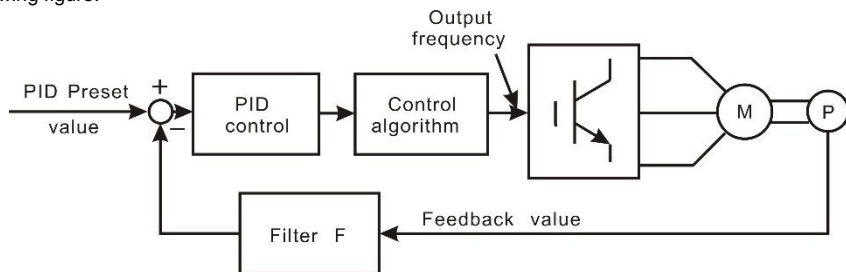 Output
frequency
PID Preset
value
+
−
PID
control
Control
algorithm
M
P
Filter F
Feedback value